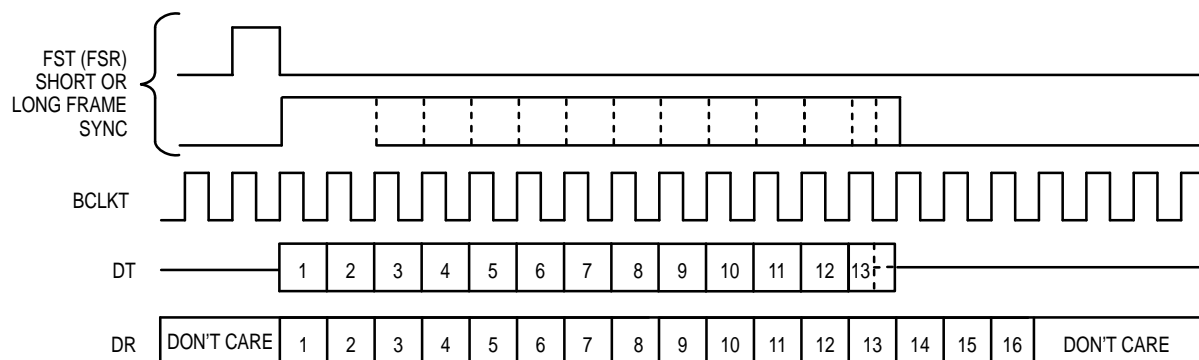 FST (FSR)
SHORT OR
LONG FRAME
SYNC
BCLKT
DT
1 2 3 4 5 6 7 8 9 10 11 12 13
DR
DON'T CARE 1 2 3 4 5 6 7 8 9 10 11 12 13 14 15 16 DON'T CARE